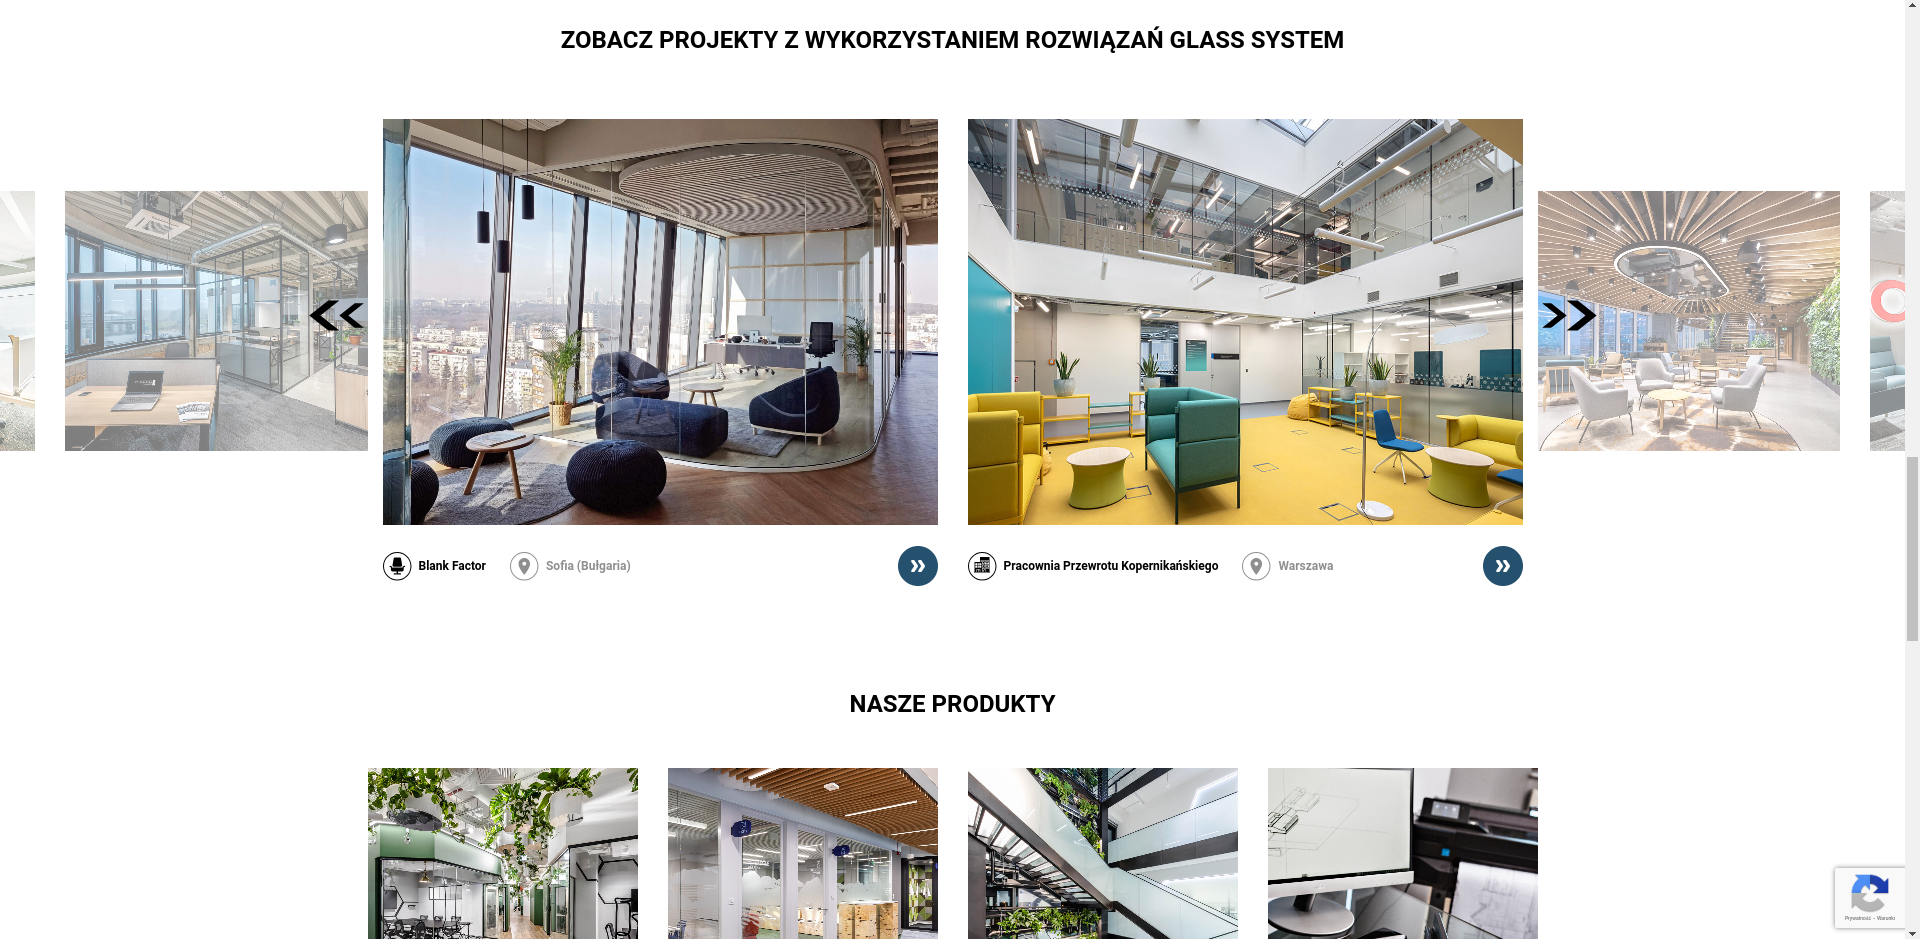 ZOBACZ PROJEKTY Z WYKORZYSTANIEM ROZWIĄZAŃ GLASS SYSTEM
Blank Factor
Sofia (Bułgaria)
Pracownia Przewrotu Kopernikańskiego
Warszawa
NASZE PRODUKTY
Prywatność - Warunki